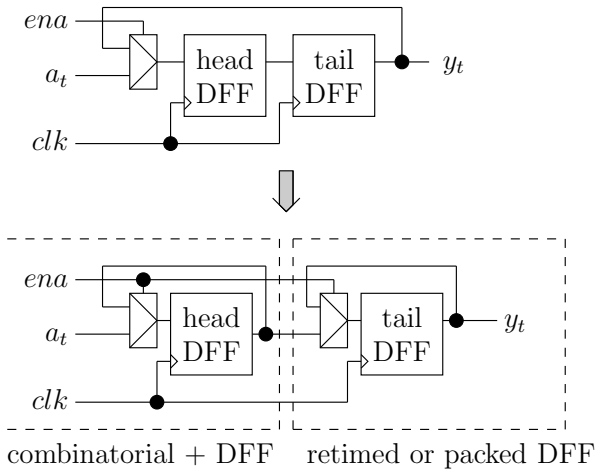 ena
head
DFF
tail
DFF
a_t
y_t
clk
ena
head
DFF
tail
DFF
a_t
y_t
clk
combinatorial + DFF
retimed or packed DFF